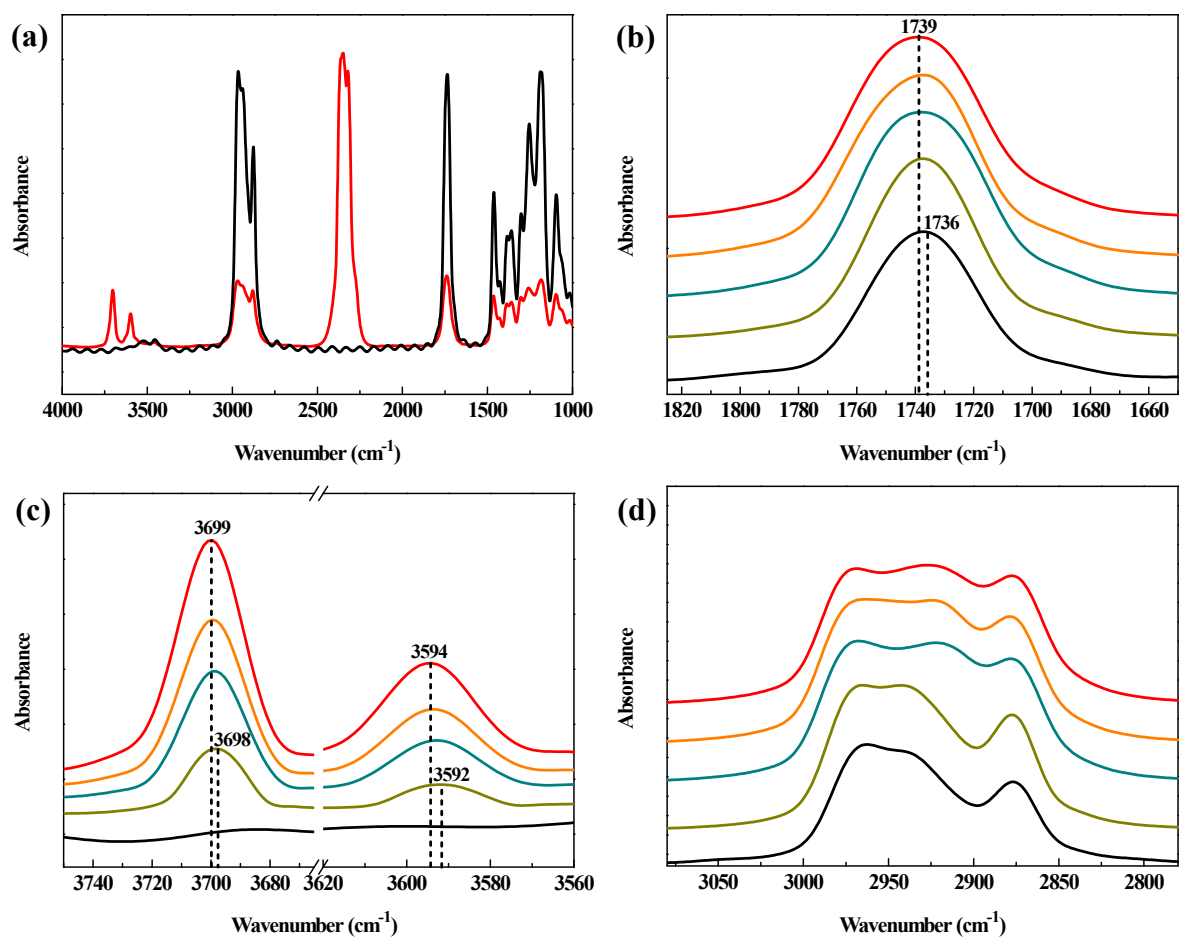 (a)
Absorbance
4000 3500 3000 2500 2000 1500 1000
Wavenumber (cm-1)
(b)
1739
1736
Absorbance
1820 1800 1780 1760 1740 1720 1700 1680 1660
Wavenumber (cm-1)
(c)
3699
3594
3698
3592
Absorbance
3740 3720 3700 3680 3620 3600 3580 3560
Wavenumber (cm-1)
(d)
Absorbance
3050 3000 2950 2900 2850 2800
Wavenumber (cm-1)